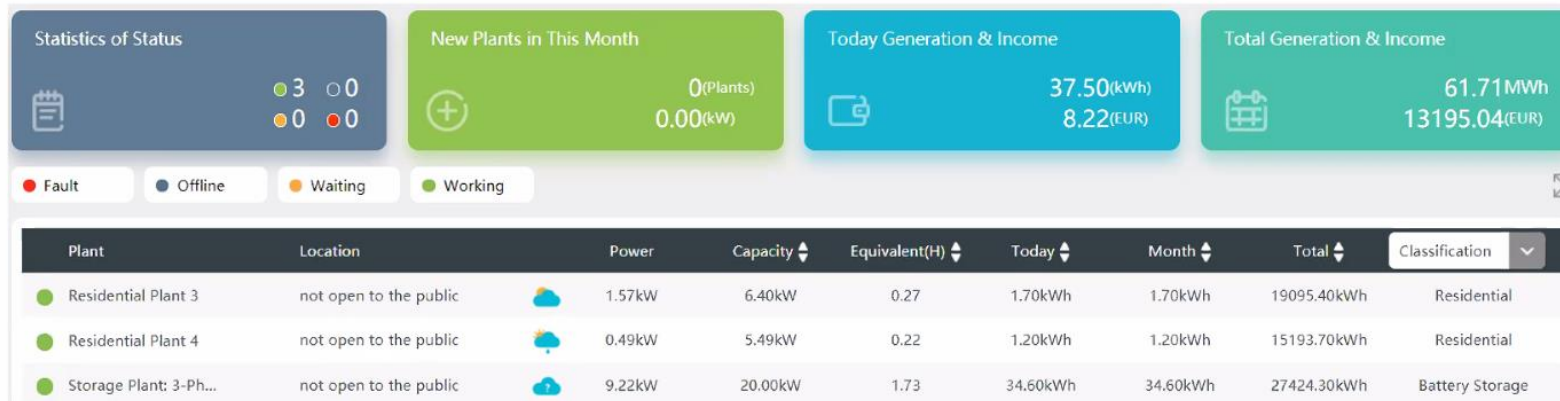 Statistics of Status
3 0
0 0
New Plants in This Month
0(Plants)
0.00(kW)
Today Generation & Income
37.50(kWh)
8.22(EUR)
Total Generation & Income
61.71MWh
13195.04(EUR)
Fault Offline Waiting Working
Plant Location Power Capacity Equivalent(H) Today Month Total Classification
Residential Plant 3 not open to the public 1.57kW 6.40kW 0.27 1.70kWh 1.70kWh 19095.40kWh Residential
Residential Plant 4 not open to the public 0.49kW 5.49kW 0.22 1.20kWh 1.20kWh 15193.70kWh Residential
Storage Plant: 3-Ph... not open to the public ? 9.22kW 20.00kW 1.73 34.60kWh 34.60kWh 27424.30kWh Battery Storage